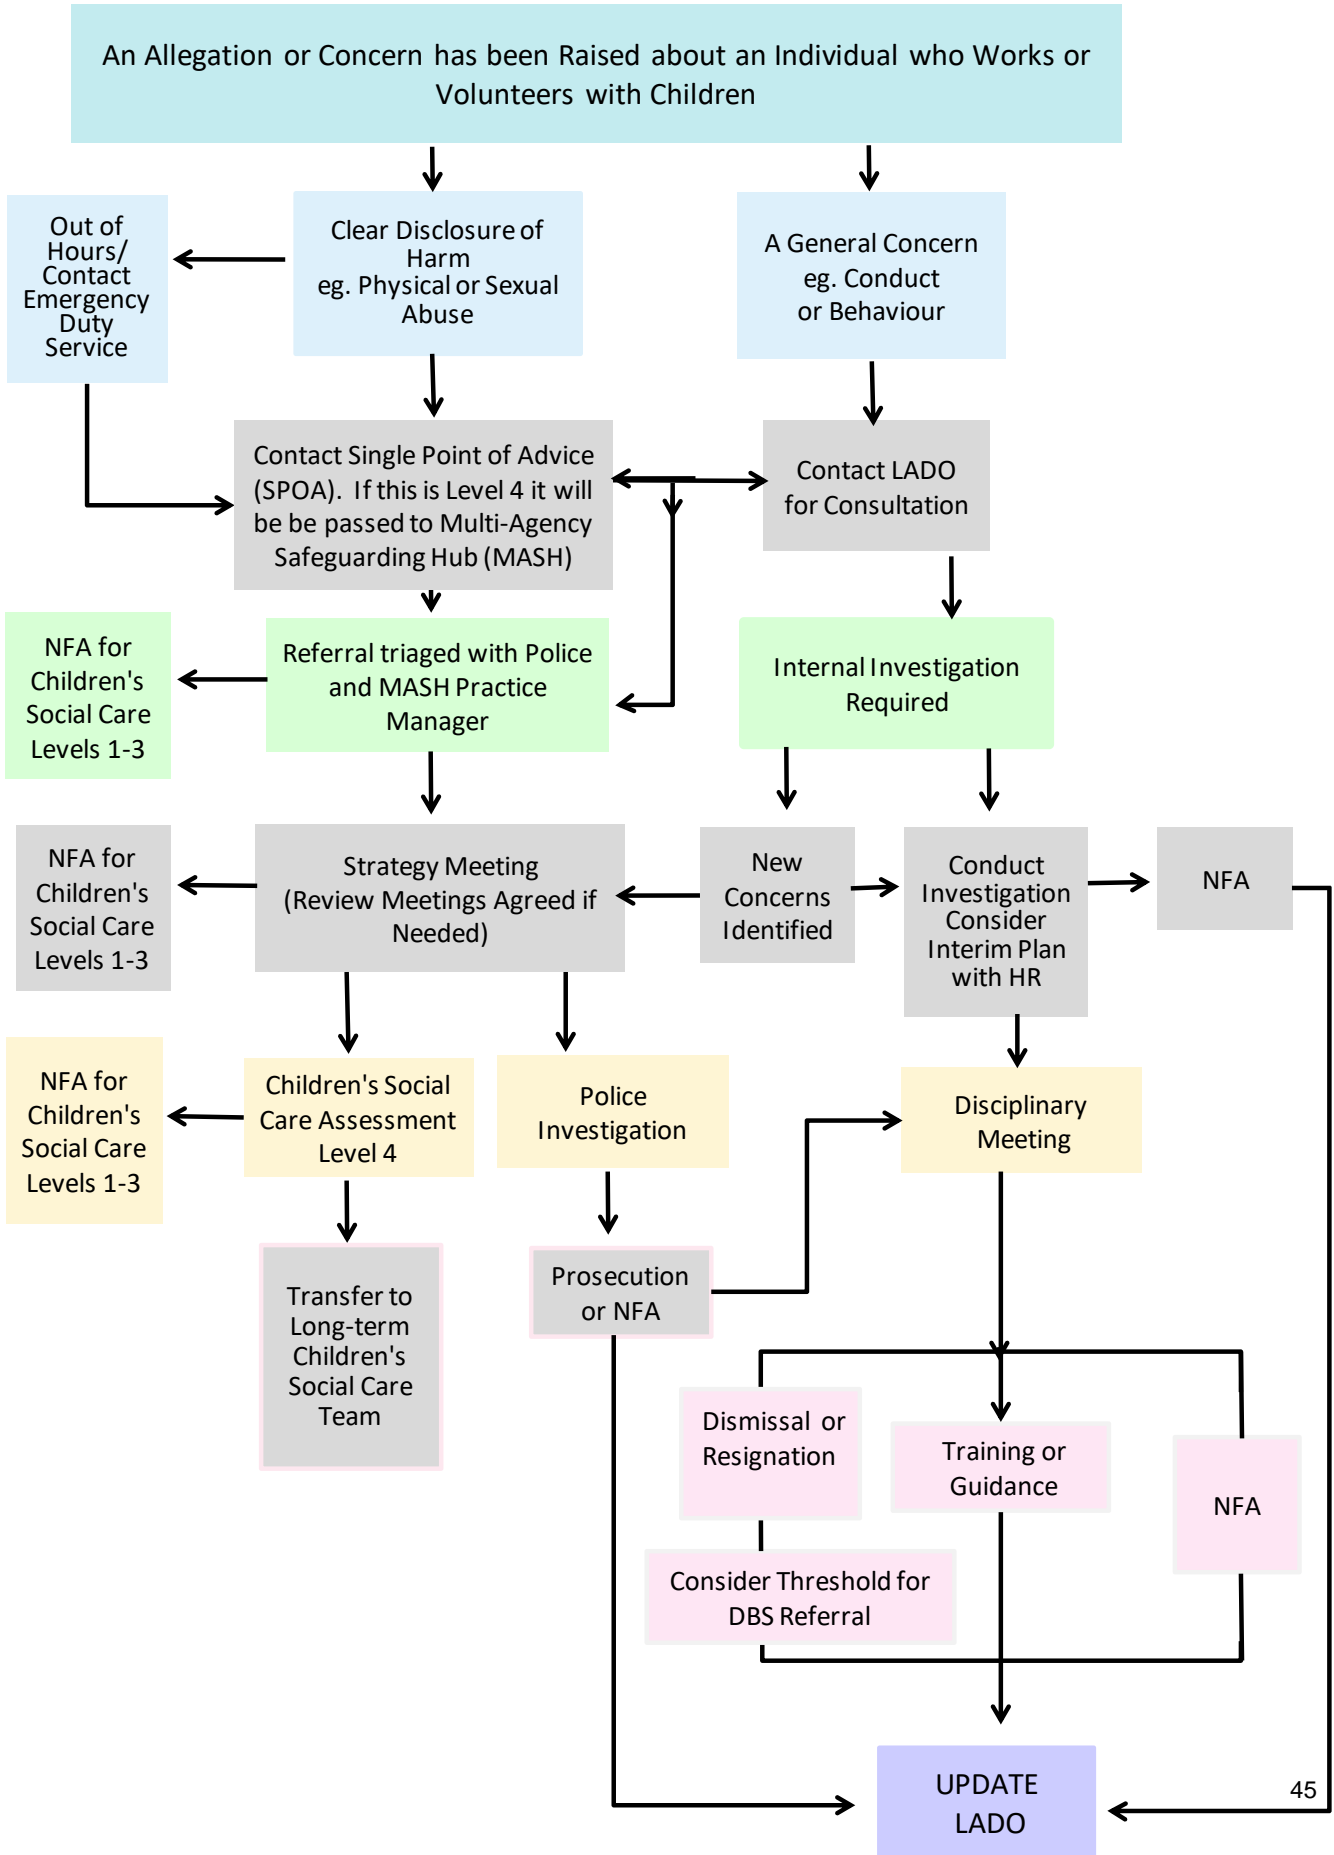 An Allegation or Concern has been Raised about an Individual who Works or
Volunteers with Children
Out of
Hours/
Contact
Emergency
Duty
Service
Clear Disclosure of
Harm
eg. Physical or Sexual
Abuse
A General Concern
eg. Conduct
or Behaviour
Contact Single Point of Advice
(SPOA). If this is Level 4 it will
be be passed to Multi-Agency
Safeguarding Hub (MASH)
Contact LADO
for Consultation
NFA for
Children's
Social Care
Levels 1-3
Referral triaged with Police
and MASH Practice
Manager
Internal Investigation
Required
NFA for
Children's
Social Care
Levels 1-3
Strategy Meeting
(Review Meetings Agreed if
Needed)
New
Concerns
Identified
Conduct
Investigation
Consider
Interim Plan
with HR
NFA
NFA for
Children's
Social Care
Levels 1-3
Children's Social
Care Assessment
Level 4
Police
Investigation
Disciplinary
Meeting
Transfer to
Long-term
Children's
Social Care
Team
Prosecution
or NFA
Dismissal or
Resignation
Training or
Guidance
NFA
Consider Threshold for
DBS Referral
UPDATE
LADO
45